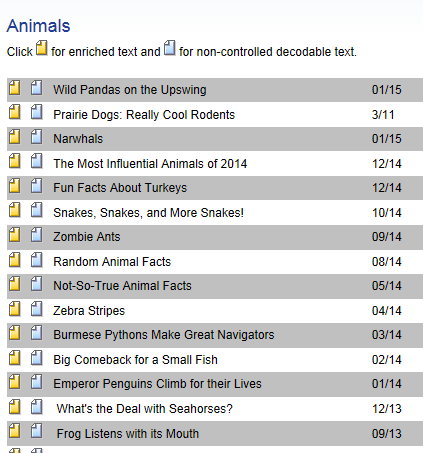 Animals
Click for enriched text and for non-controlled decodable text.
Wild Pandas on the Upswing 01/15
Prairie Dogs: Really Cool Rodents 3/11
Narwhals 01/15
The Most Influential Animals of 2014 12/14
Fun Facts About Turkeys 12/14
Snakes, Snakes, and More Snakes! 10/14
Zombie Ants 09/14
Random Animal Facts 08/14
Not-So-True Animal Facts 05/14
Zebra Stripes 04/14
Burmese Pythons Make Great Navigators 03/14
Big Comeback for a Small Fish 02/14
Emperor Penguins Climb for their Lives 01/14
What's the Deal with Seahorses? 12/13
Frog Listens with its Mouth 09/13